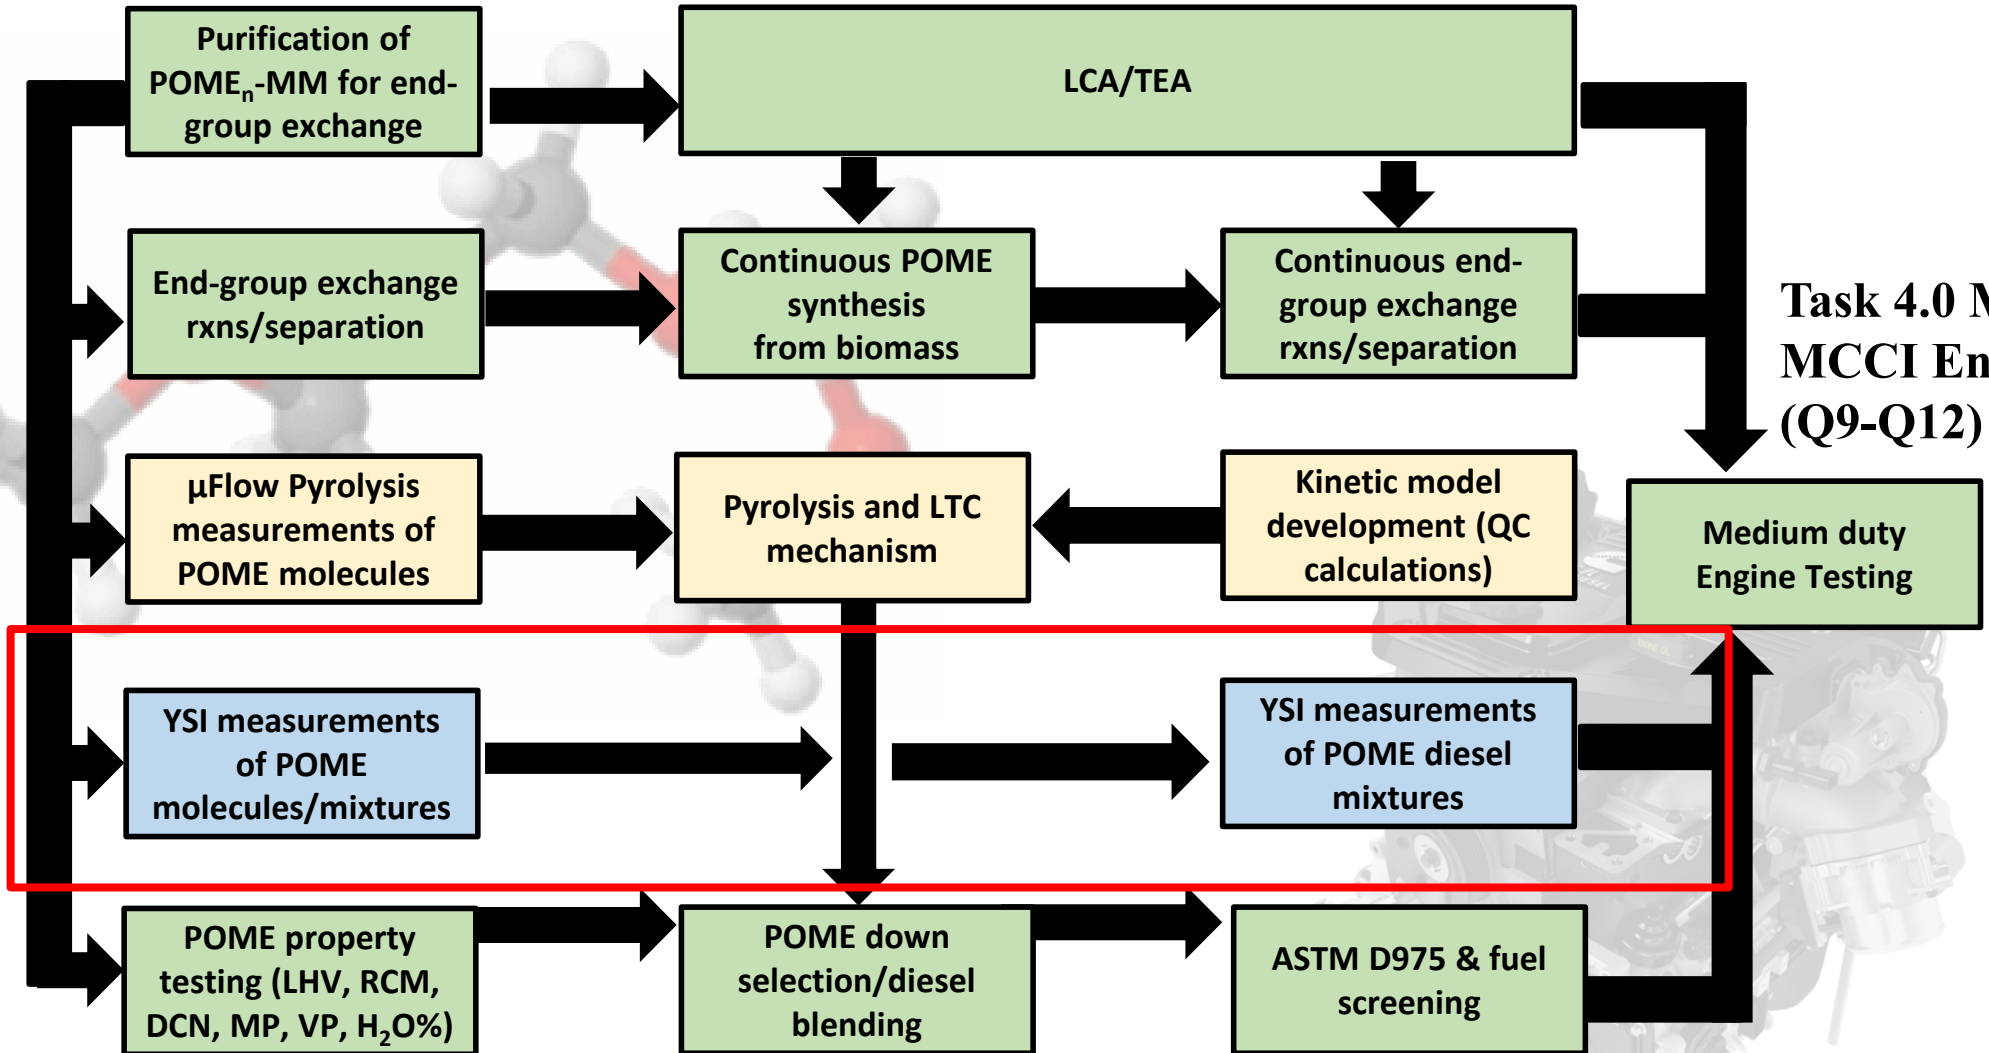 Purification of
POMEₙ-MM for end-
group exchange
LCA/TEA
End-group exchange
rxns/separation
Continuous POME
synthesis
from biomass
Continuous end-
group exchange
rxns/separation
Task 4.0 M
MCCI En
(Q9-Q12)
µFlow Pyrolysis
measurements of
POME molecules
Pyrolysis and LTC
mechanism
Kinetic model
development (QC
calculations)
Medium duty
Engine Testing
YSI measurements
of POME
molecules/mixtures
YSI measurements
of POME diesel
mixtures
POME property
testing (LHV, RCM,
DCN, MP, VP, H₂O%)
POME down
selection/diesel
blending
ASTM D975 & fuel
screening